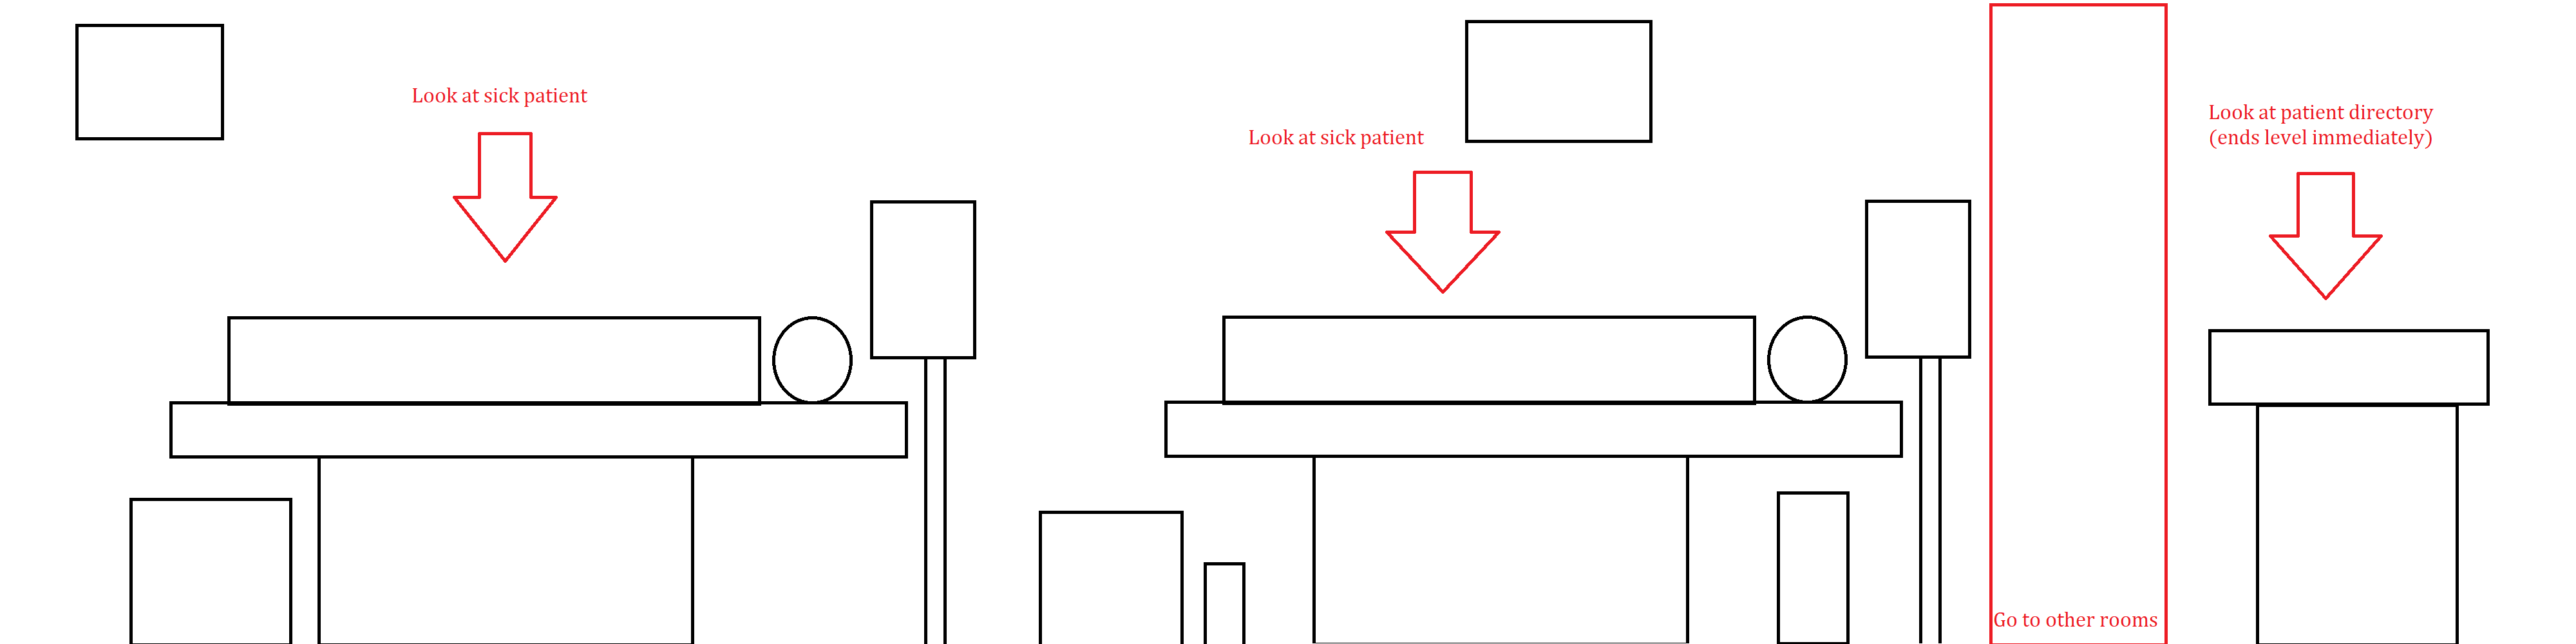 Look at sick patient
Look at sick patient
Look at patient directory
(ends level immediately)
Go to other rooms